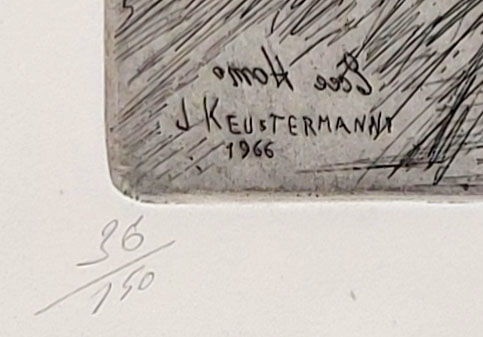 Ecce Homo
J KEUSTERMANNT
1966
36/150